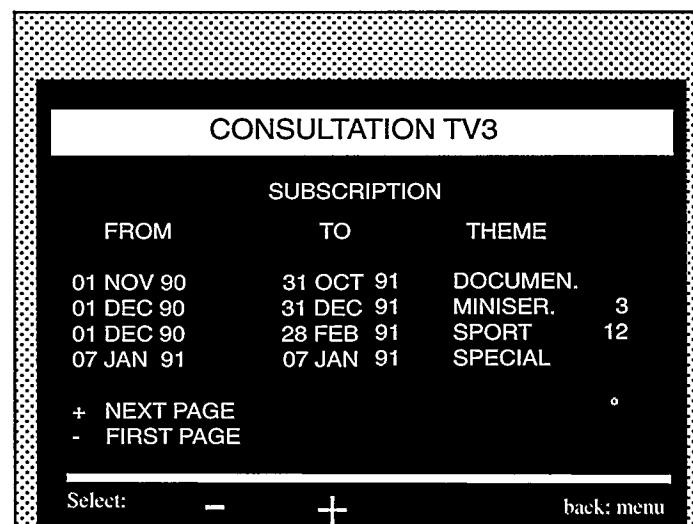 CONSULTATION TV3
SUBSCRIPTION
FROM TO THEME
01 NOV 90 31 OCT 91 DOCUMEN.
01 DEC 90 31 DEC 91 MINISER. 3
01 DEC 90 28 FEB 91 SPORT 12
07 JAN 91 07 JAN 91 SPECIAL
+ NEXT PAGE
- FIRST PAGE
Select: - + back: menu